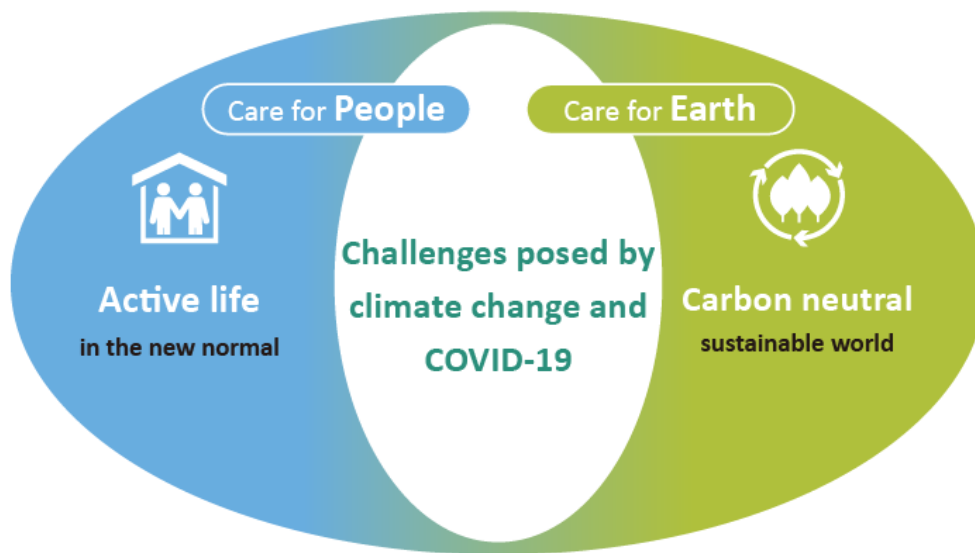 Care for People
Care for Earth
Active life
in the new normal
Challenges posed by
climate change and
COVID-19
Carbon neutral
sustainable world